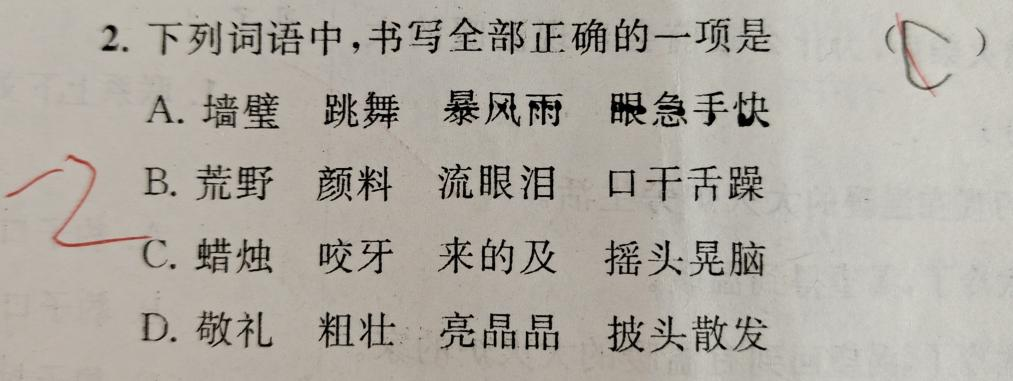 2. 下列词语中,书写全部正确的一项是 (C)
A. 墙璧 跳舞 暴风雨 眼急手快
B. 荒野 颜料 流眼泪 口干舌躁
C. 蜡烛 咬牙 来的及 摇头晃脑
D. 敬礼 粗壮 亮晶晶 披头散发